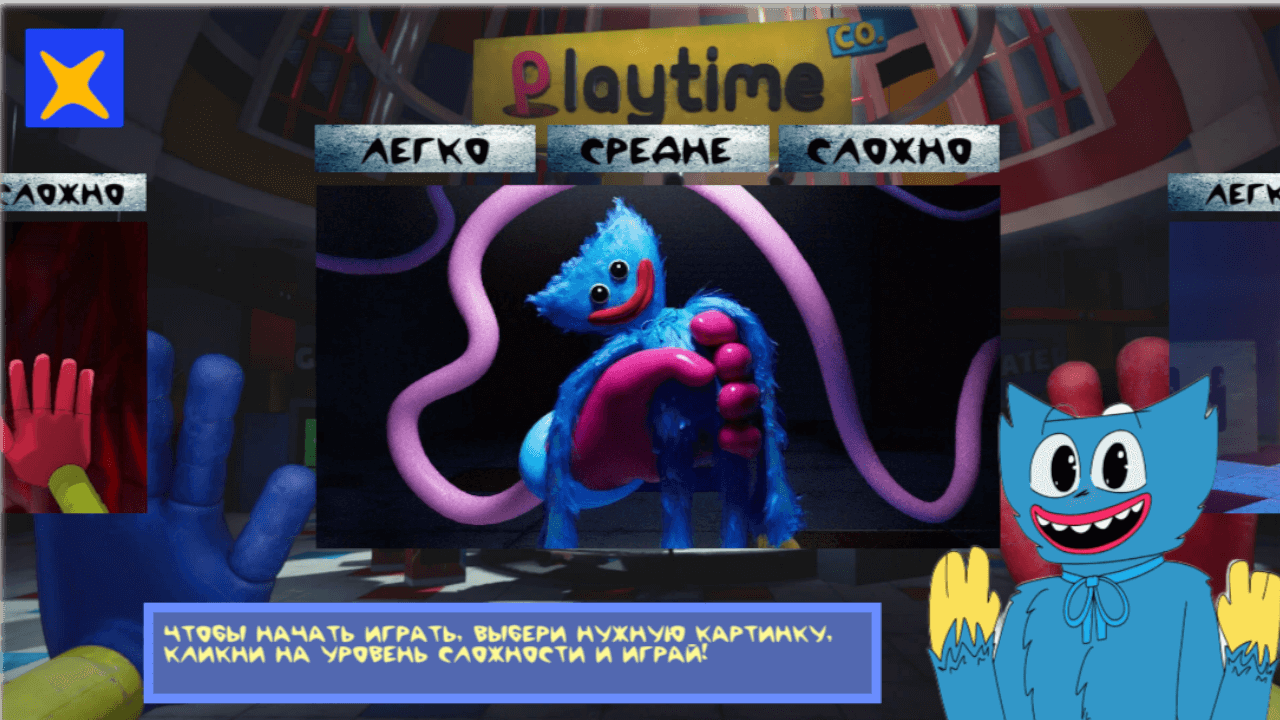 Playtime co.
ЛЕГКО СРЕДНЕ СЛОЖНО
СЛОЖНО
ЛЕГК
ЧТОБЫ НАЧАТЬ ИГРАТЬ, ВЫБЕРИ НУЖНУЮ КАРТИНКУ,
КЛИКНИ НА УРОВЕНЬ СЛОЖНОСТИ И ИГРАЙ!